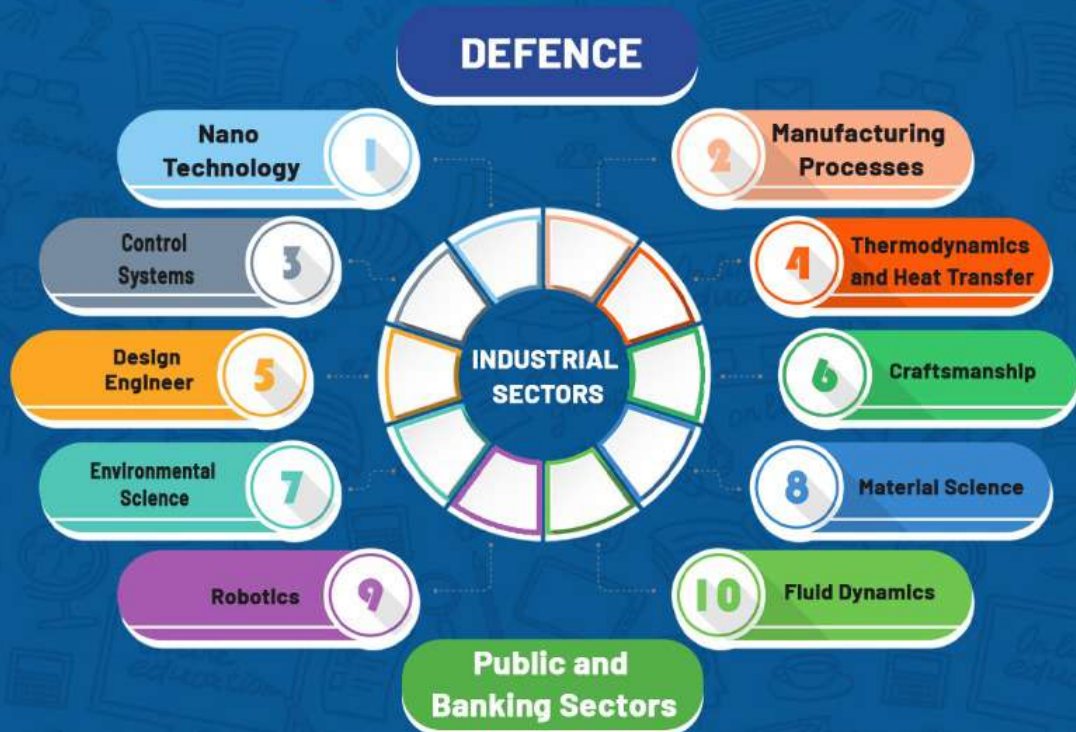 DEFENCE
Nano
Technology
1
2
Manufacturing
Processes
Control
Systems
3
4
Thermodynamics
and Heat Transfer
Design
Engineer
5
INDUSTRIAL
SECTORS
6
Craftsmanship
Environmental
Science
7
8
Material Science
Robotics
9
10
Fluid Dynamics
Public and
Banking Sectors